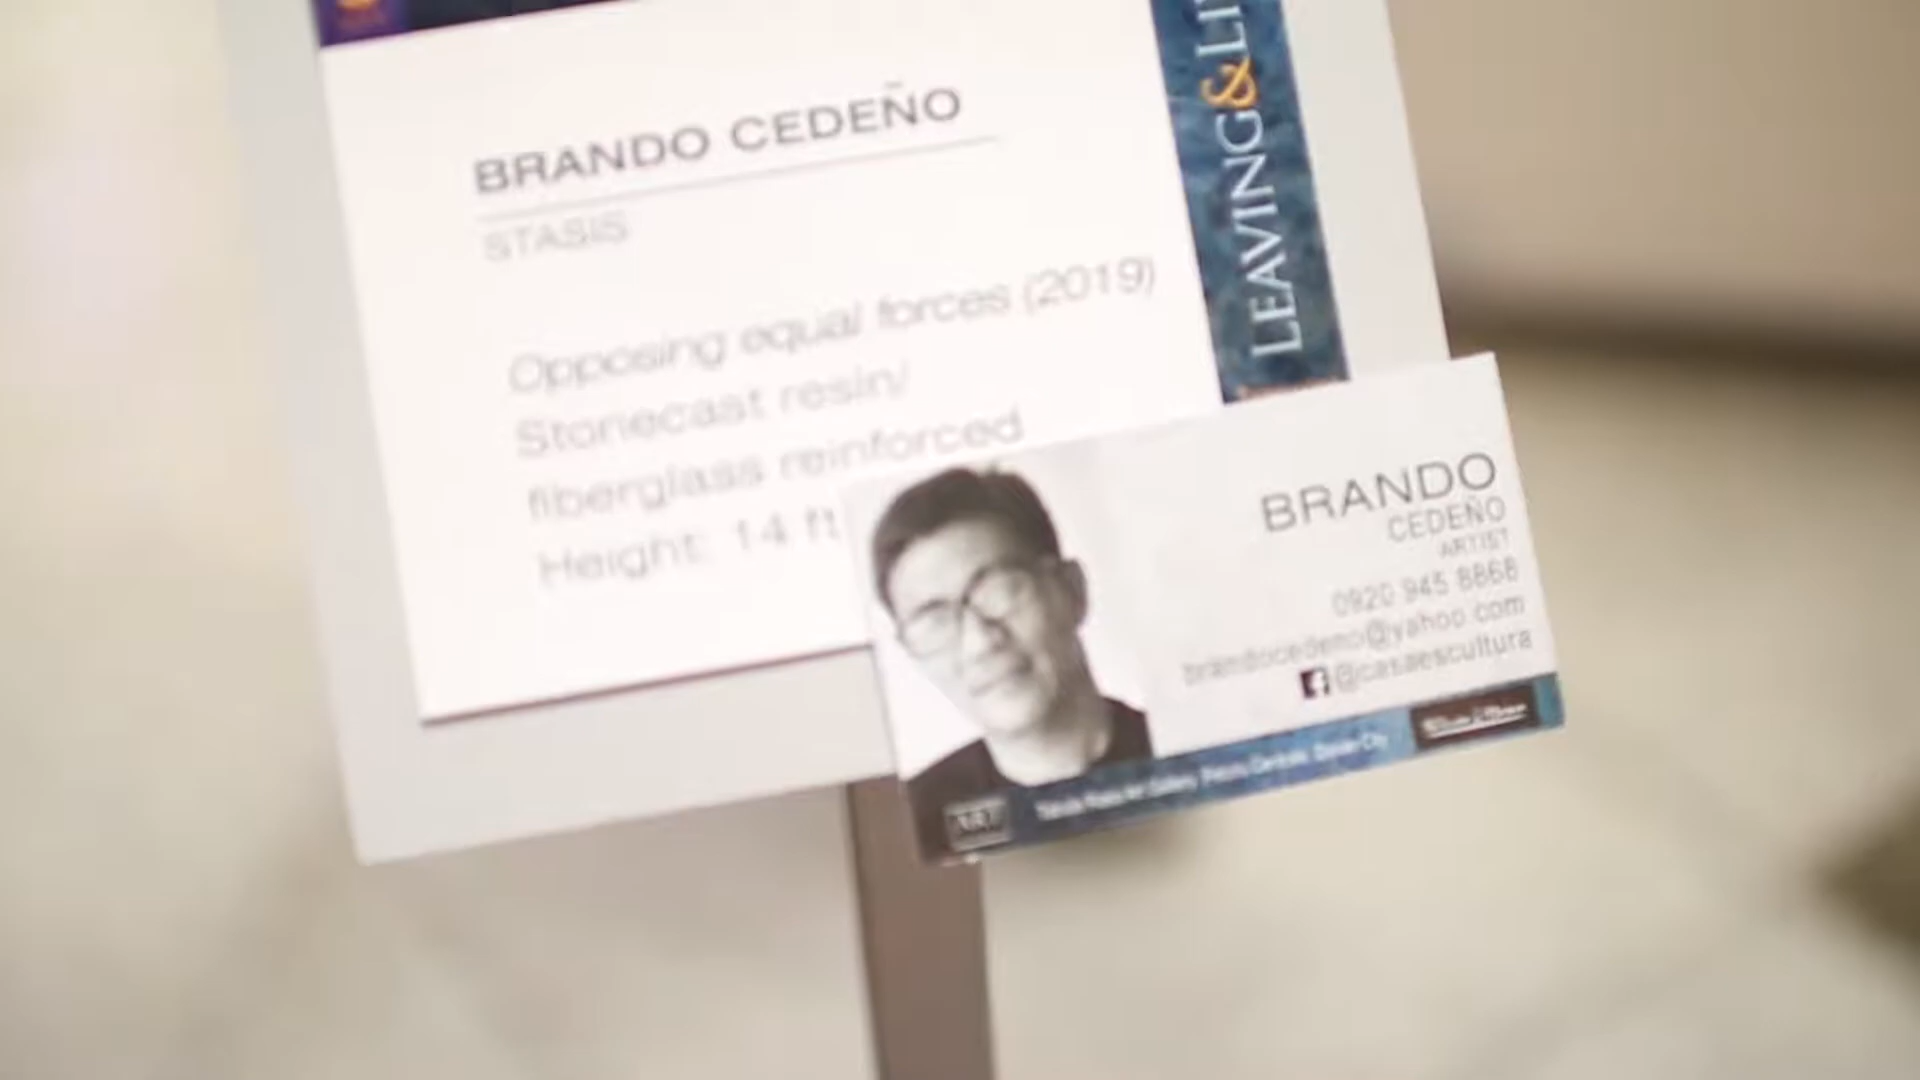 BRANDO CEDEÑO
STASIS
Opposing equal forces (2019)
Stonecast resin/
fiberglass reinforced
Height: 14 ft
LEAVING&LI
BRANDO
CEDEÑO
ARTIST
0920 945 8868
brandocedeno@yahoo.com
@casaescultura
ART